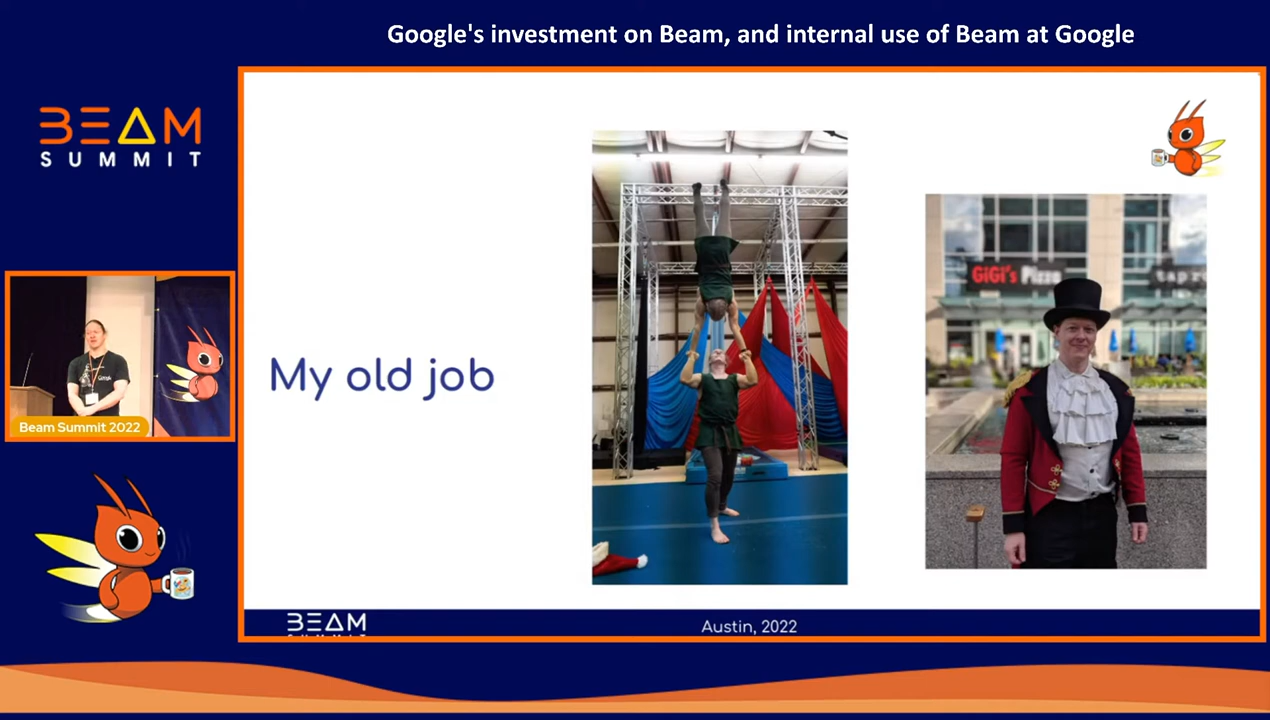 Google's investment on Beam, and internal use of Beam at Google
BEAM
SUMMIT
GiGi's Pizza
tap r
My old job
Beam Summit 2022
BEAM
Austin, 2022